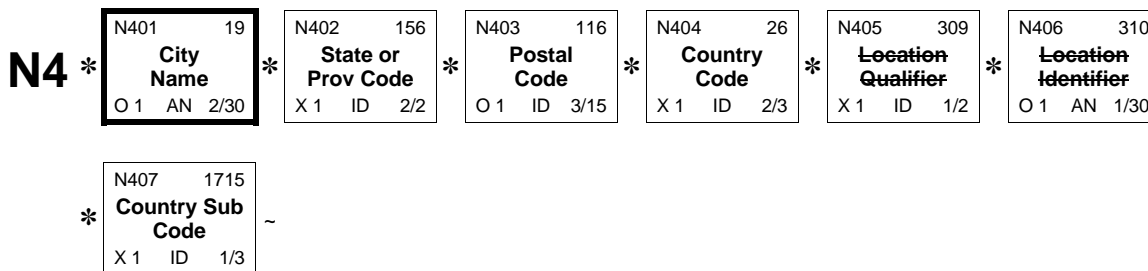 N401 19 N402 156 N403 116 N404 26 N405 309 N406 310
N4 * City Name * State or Prov Code * Postal Code * Country Code * Location Qualifier * Location Identifier
O 1 AN 2/30 X 1 ID 2/2 O 1 ID 3/15 X 1 ID 2/3 X 1 ID 1/2 O 1 AN 1/30
N407 1715
* Country Sub Code ~
X 1 ID 1/3